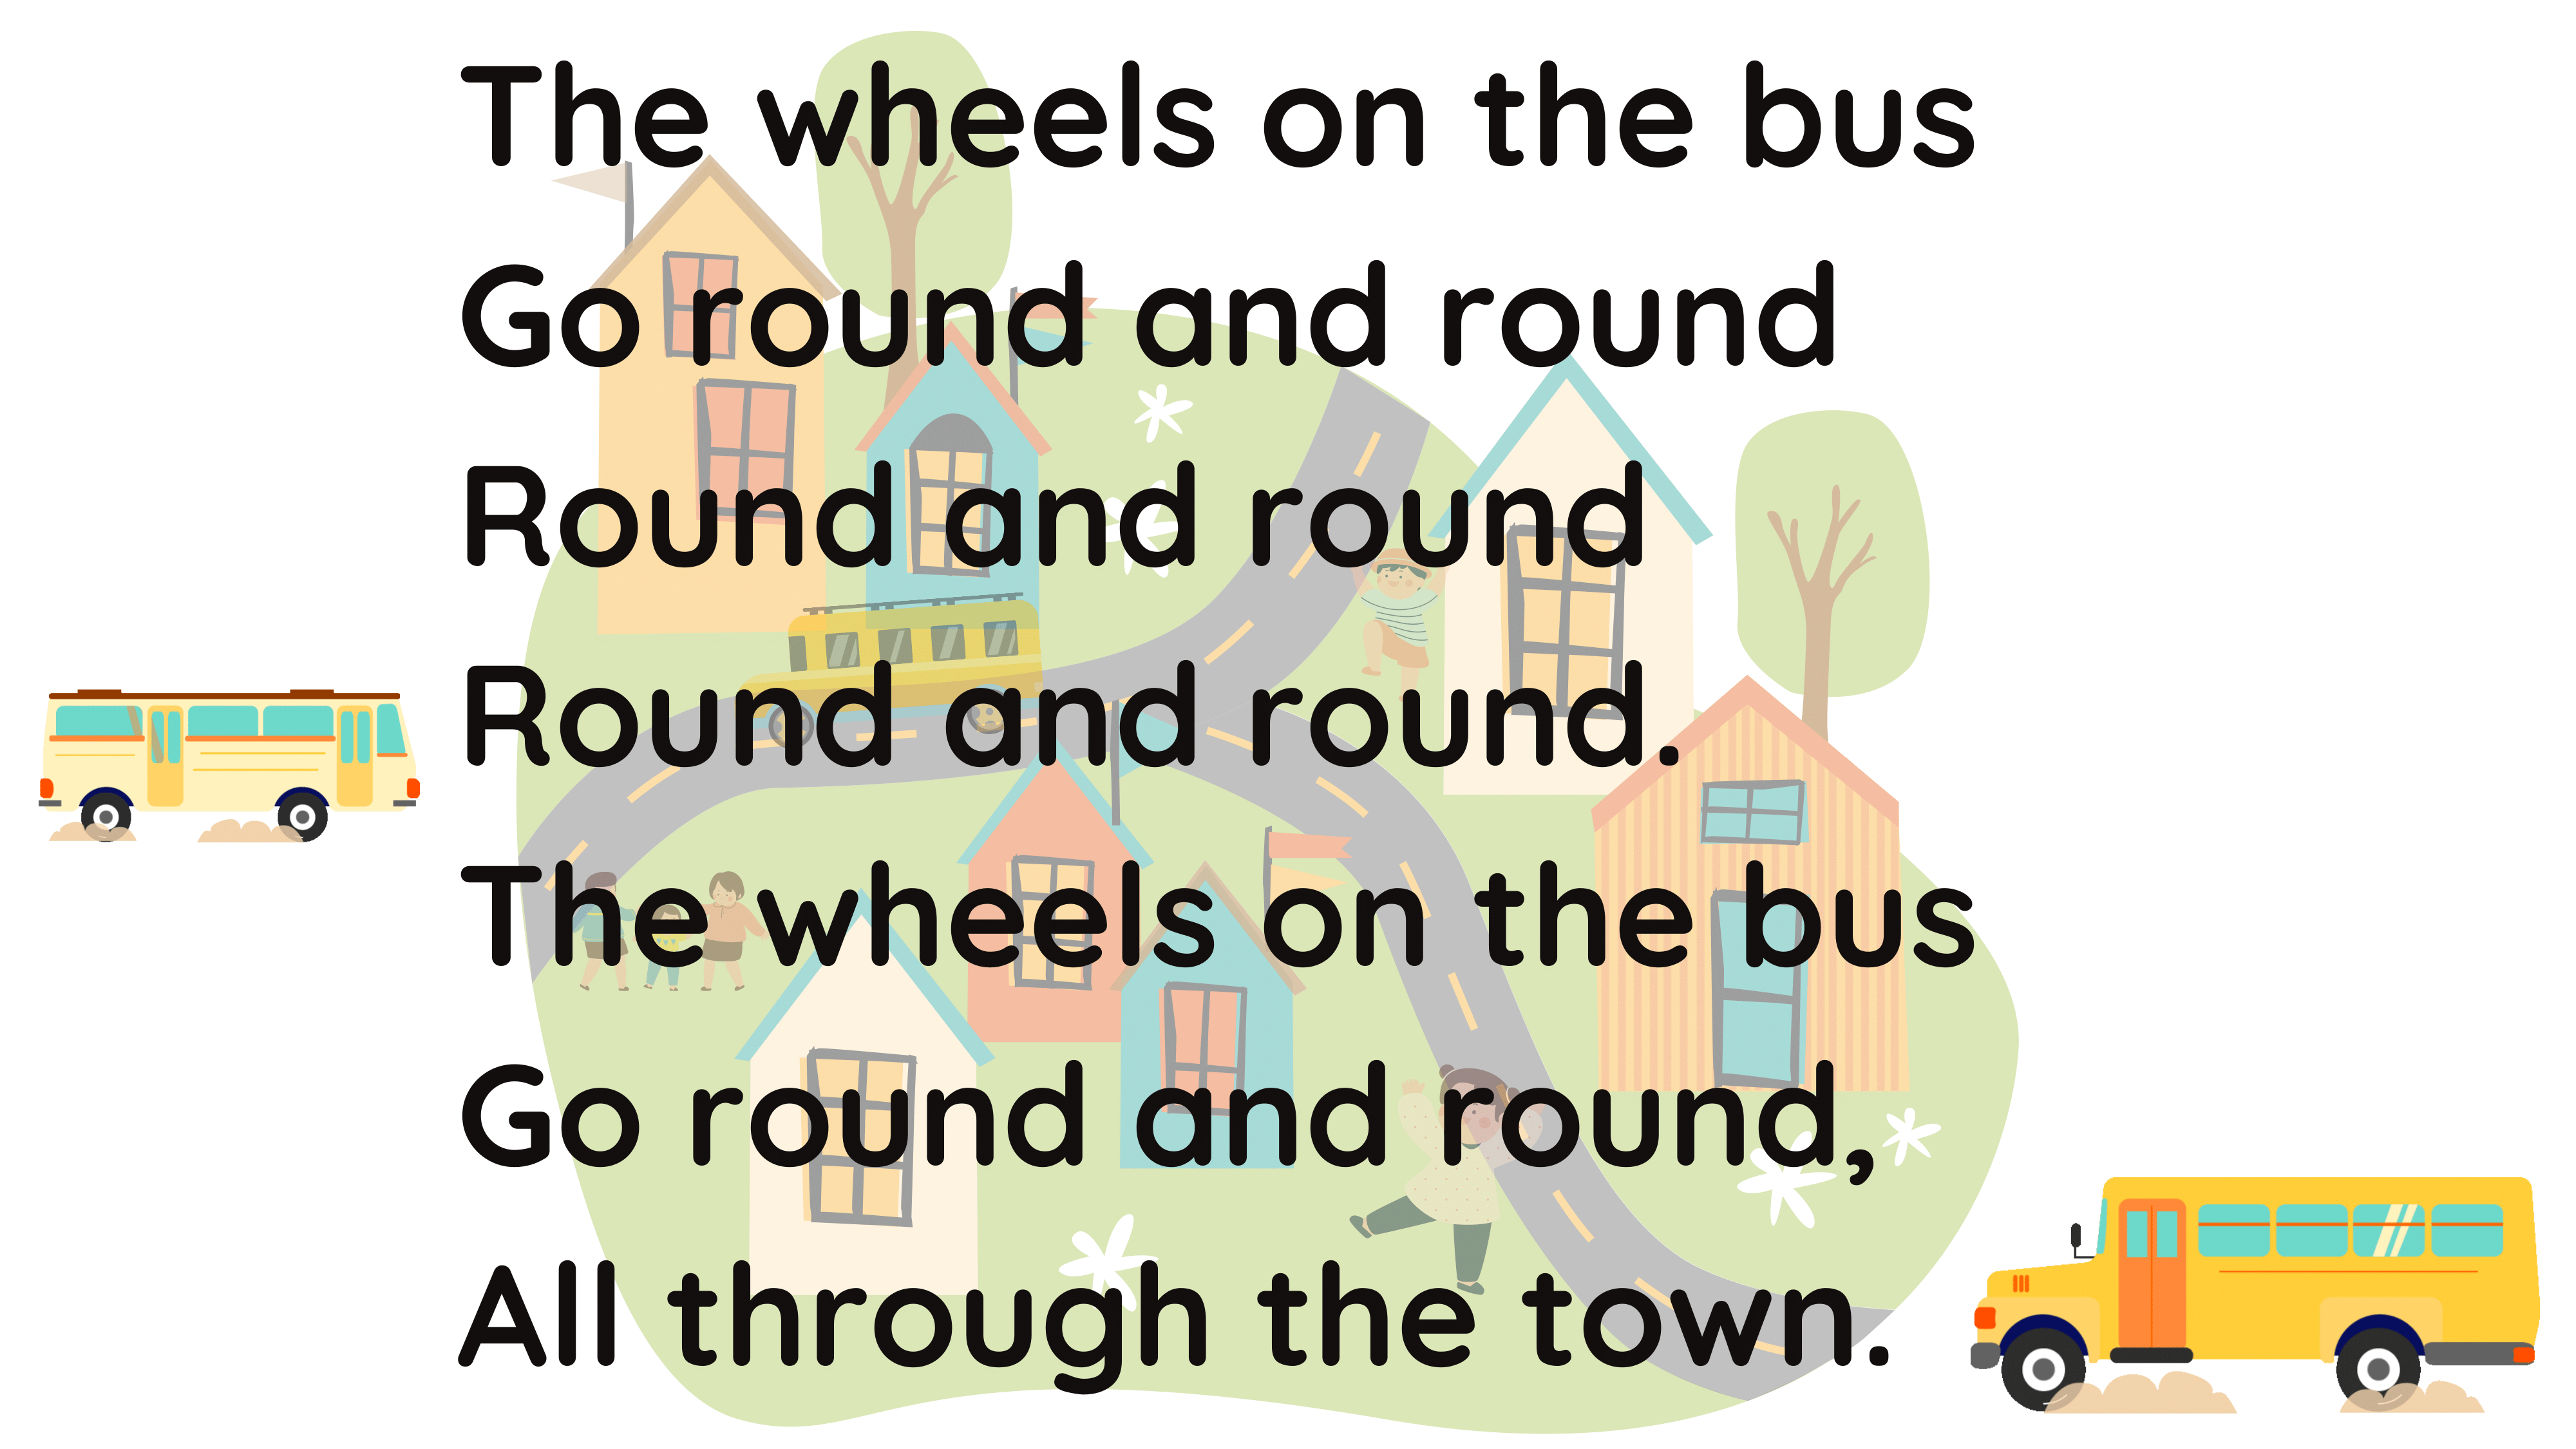 The wheels on the bus
Go round and round
Round and round
Round and round.
The wheels on the bus
Go round and round,
All through the town.